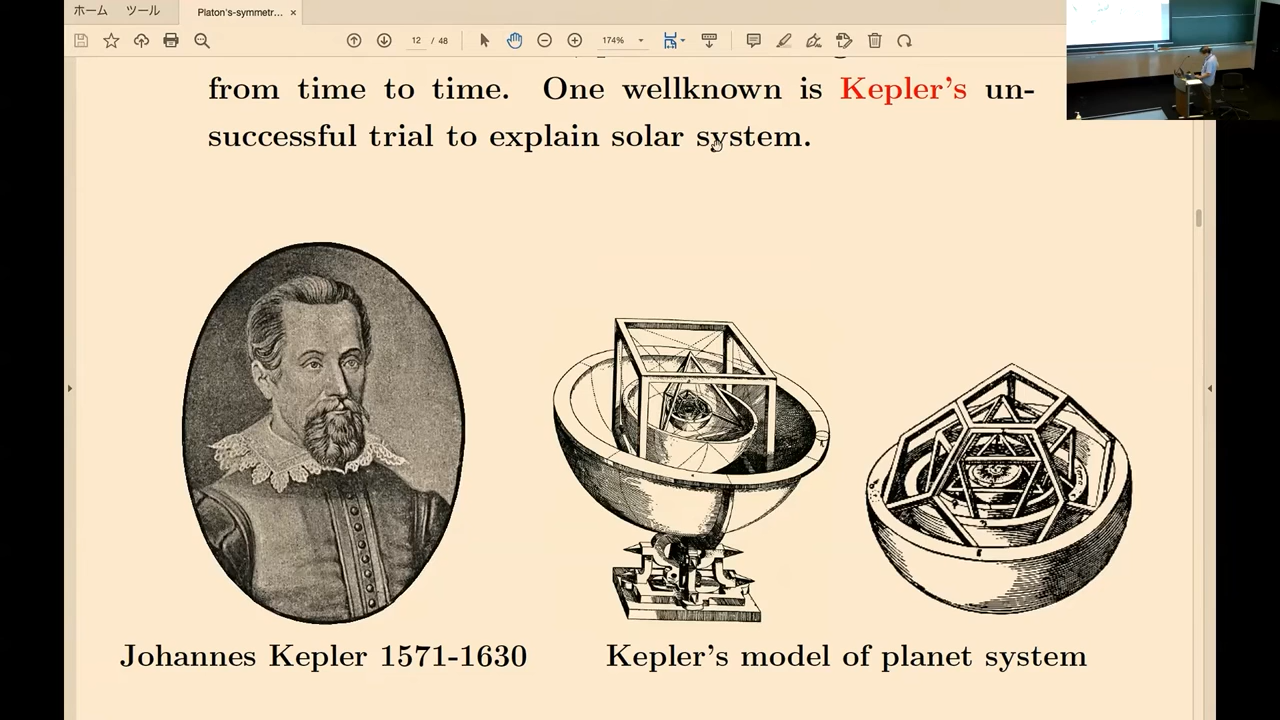 ホーム ツール Platon's-symmetr... ×
12 / 48 174%
from time to time. One wellknown is Kepler's un-
successful trial to explain solar system.
Johannes Kepler 1571-1630 Kepler's model of planet system